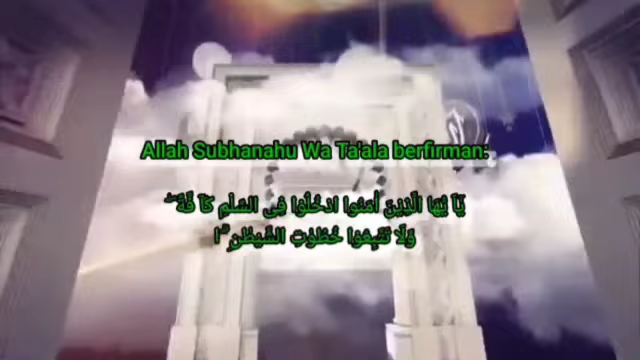 Allah Subhanahu Wa Ta'ala berfirman:
يٰۤاَ يُّهَا الَّذِيْنَ اٰمَنُوا ادْخُلُوْا فِى السِّلْمِ کَآ فَّةً ۖ
وَلَا تَتَّبِعُوْا خُطُوٰتِ الشَّيْطٰنِ ۗ ا